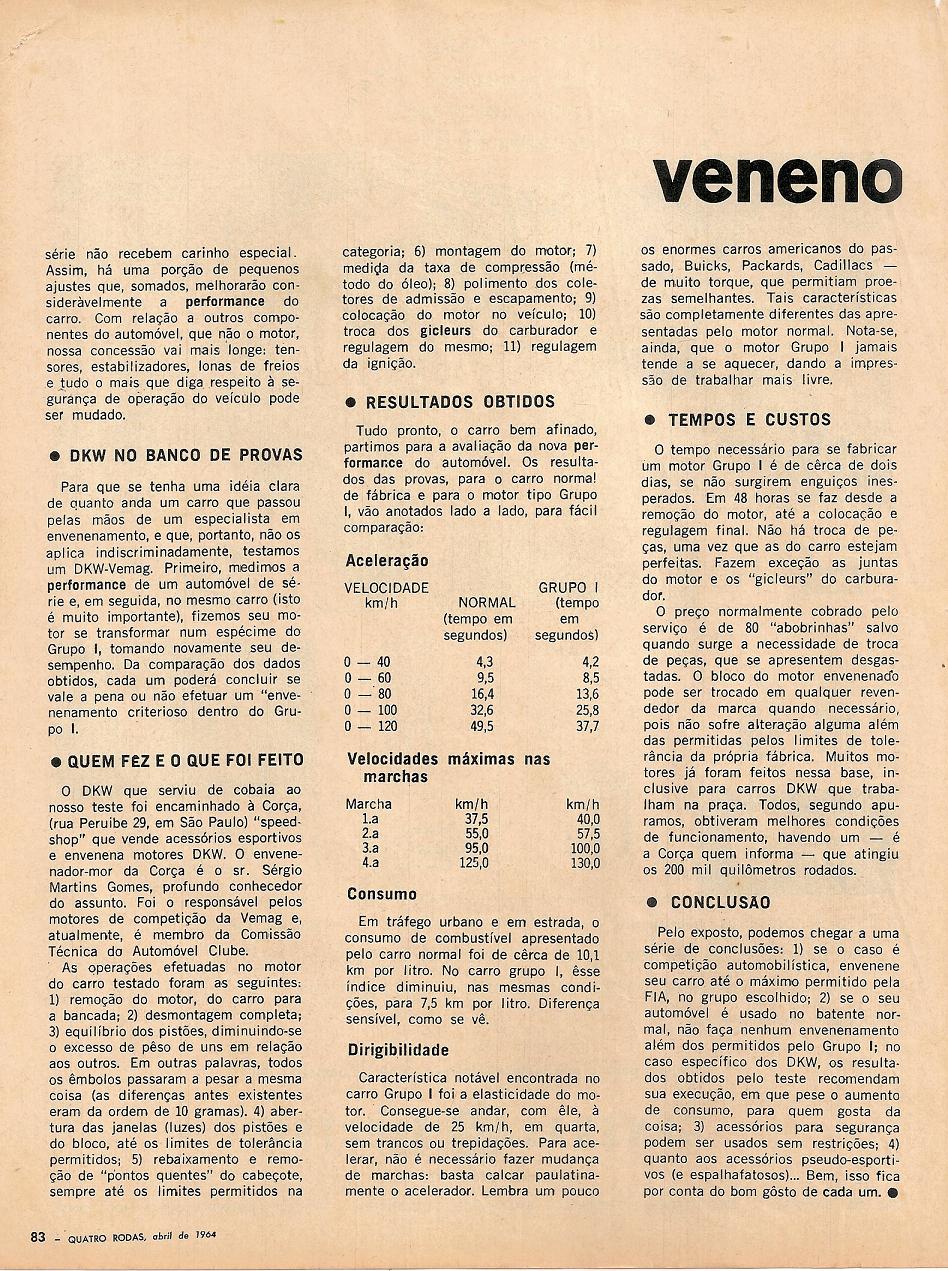 veneno
série não recebem carinho especial.
Assim, há uma porção de pequenos
ajustes que, somados, melhorarão con-
sideràvelmente a performance do
carro. Com relação a outros compo-
nentes do automóvel, que não o motor,
nossa concessão vai mais longe: ten-
sores, estabilizadores, lonas de freios
e tudo o mais que diga respeito à se-
gurança de operação do veículo pode
ser mudado.
● DKW NO BANCO DE PROVAS
Para que se tenha uma idéia clara
de quanto anda um carro que passou
pelas mãos de um especialista em
envenenamento, e que, portanto, não os
aplica indiscriminadamente, testamos
um DKW-Vemag. Primeiro, medimos a
performance de um automóvel de sé-
rie e, em seguida, no mesmo carro (isto
é muito importante), fizemos seu mo-
tor se transformar num espécime do
Grupo I, tomando novamente seu de-
sempenho. Da comparação dos dados
obtidos, cada um poderá concluir se
vale a pena ou não efetuar um "enve-
nenamento criterioso dentro do Gru-
po I.
● QUEM FÊZ E O QUE FOI FEITO
O DKW que serviu de cobaia ao
nosso teste foi encaminhado à Corça,
(rua Peruibe 29, em São Paulo) "speed-
shop" que vende acessórios esportivos
e envenena motores DKW. O envene-
nador-mor da Corça é o sr. Sérgio
Martins Gomes, profundo conhecedor
do assunto. Foi o responsável pelos
motores de competição da Vemag e,
atualmente, é membro da Comissão
Técnica do Automóvel Clube.
As operações efetuadas no motor
do carro testado foram as seguintes:
1) remoção do motor, do carro para
a bancada; 2) desmontagem completa;
3) equilíbrio dos pistões, diminuindo-se
o excesso de pêso de uns em relação
aos outros. Em outras palavras, todos
os êmbolos passaram a pesar a mesma
coisa (as diferenças antes existentes
eram da ordem de 10 gramas). 4) aber-
tura das janelas (luzes) dos pistões e
do bloco, até os limites de tolerância
permitidos; 5) rebaixamento e remo-
ção de "pontos quentes" do cabeçote,
sempre até os limites permitidos na
categoria; 6) montagem do motor; 7)
medida da taxa de compressão (mé-
todo do óleo); 8) polimento dos cole-
tores de admissão e escapamento; 9)
colocação do motor no veículo; 10)
troca dos gicleurs do carburador e
regulagem do mesmo; 11) regulagem
da ignição.
● RESULTADOS OBTIDOS
Tudo pronto, o carro bem afinado,
partimos para a avaliação da nova per-
formance do automóvel. Os resulta-
dos das provas, para o carro normal
de fábrica e para o motor tipo Grupo
I, vão anotados lado a lado, para fácil
comparação:
Aceleração
VELOCIDADE GRUPO I
km/h NORMAL (tempo
(tempo em em
segundos) segundos)
0 — 40 4,3 4,2
0 — 60 9,5 8,5
0 — 80 16,4 13,6
0 — 100 32,6 25,8
0 — 120 49,5 37,7
Velocidades máximas nas
marchas
Marcha km/h km/h
1.a 37,5 40,0
2.a 55,0 57,5
3.a 95,0 100,0
4.a 125,0 130,0
Consumo
Em tráfego urbano e em estrada, o
consumo de combustível apresentado
pelo carro normal foi de cêrca de 10,1
km por litro. No carro grupo I, êsse
índice diminuiu, nas mesmas condi-
ções, para 7,5 km por litro. Diferença
sensível, como se vê.
Dirigibilidade
Característica notável encontrada no
carro Grupo I foi a elasticidade do mo-
tor. Consegue-se andar, com êle, à
velocidade de 25 km/h, em quarta,
sem trancos ou trepidações. Para ace-
lerar, não é necessário fazer mudança
de marchas: basta calcar paulatina-
mente o acelerador. Lembra um pouco
os enormes carros americanos do pas-
sado, Buicks, Packards, Cadillacs —
de muito torque, que permitiam proe-
zas semelhantes. Tais características
são completamente diferentes das apre-
sentadas pelo motor normal. Nota-se,
ainda, que o motor Grupo I jamais
tende a se aquecer, dando a impres-
são de trabalhar mais livre.
● TEMPOS E CUSTOS
O tempo necessário para se fabricar
um motor Grupo I é de cêrca de dois
dias, se não surgirem enguiços ines-
perados. Em 48 horas se faz desde a
remoção do motor, até a colocação e
regulagem final. Não há troca de pe-
ças, uma vez que as do carro estejam
perfeitas. Fazem exceção as juntas
do motor e os "gicleurs" do carbura-
dor.
O preço normalmente cobrado pelo
serviço é de 80 "abobrinhas" salvo
quando surge a necessidade de troca
de peças, que se apresentem desgas-
tadas. O bloco do motor envenenado
pode ser trocado em qualquer reven-
dedor da marca quando necessário,
pois não sofre alteração alguma além
das permitidas pelos limites de tole-
rância da própria fábrica. Muitos mo-
tores já foram feitos nessa base, in-
clusive para carros DKW que traba-
lham na praça. Todos, segundo apu-
ramos, obtiveram melhores condições
de funcionamento, havendo um — é
a Corça quem informa — que atingiu
os 200 mil quilômetros rodados.
● CONCLUSÃO
Pelo exposto, podemos chegar a uma
série de conclusões: 1) se o caso é
competição automobilística, envenene
seu carro até o máximo permitido pela
FIA, no grupo escolhido; 2) se o seu
automóvel é usado no batente nor-
mal, não faça nenhum envenenamento
além dos permitidos pelo Grupo I; no
caso específico dos DKW, os resulta-
dos obtidos pelo teste recomendam
sua execução, em que pese o aumento
de consumo, para quem gosta da
coisa; 3) acessórios para segurança
podem ser usados sem restrições; 4)
quanto aos acessórios pseudo-esporti-
vos (e espalhafatosos)... Bem, isso fica
por conta do bom gôsto de cada um. ●
83 – QUATRO RODAS, abril de 1964